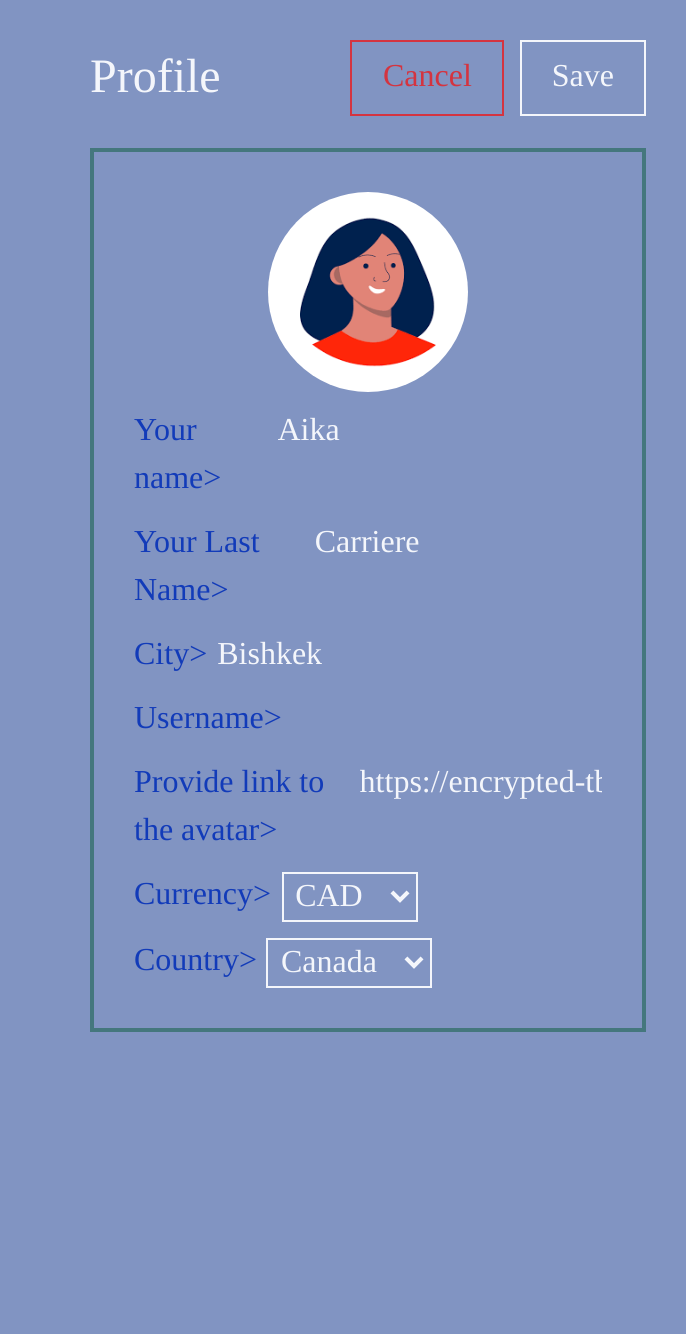 Profile Cancel Save
Your Aika
name>
Your Last Carriere
Name>
City> Bishkek
Username>
Provide link to https://encrypted-tl
the avatar>
Currency> CAD
Country> Canada